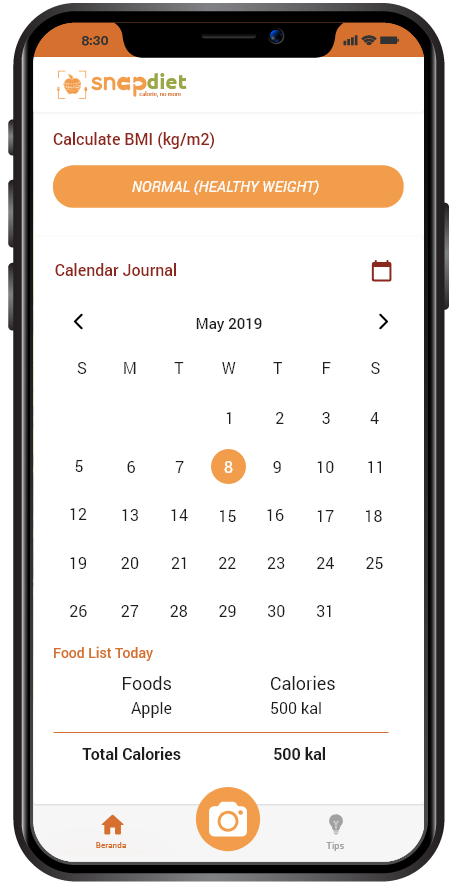 8:30
snapdiet
calorie, no more
Calculate BMI (kg/m2)
NORMAL (HEALTHY WEIGHT)
Calendar Journal
May 2019
S M T W T F S
1 2 3 4
5 6 7 8 9 10 11
12 13 14 15 16 17 18
19 20 21 22 23 24 25
26 27 28 29 30 31
Food List Today
Foods Calories
Apple 500 kal
Total Calories 500 kal
Beranda Tips